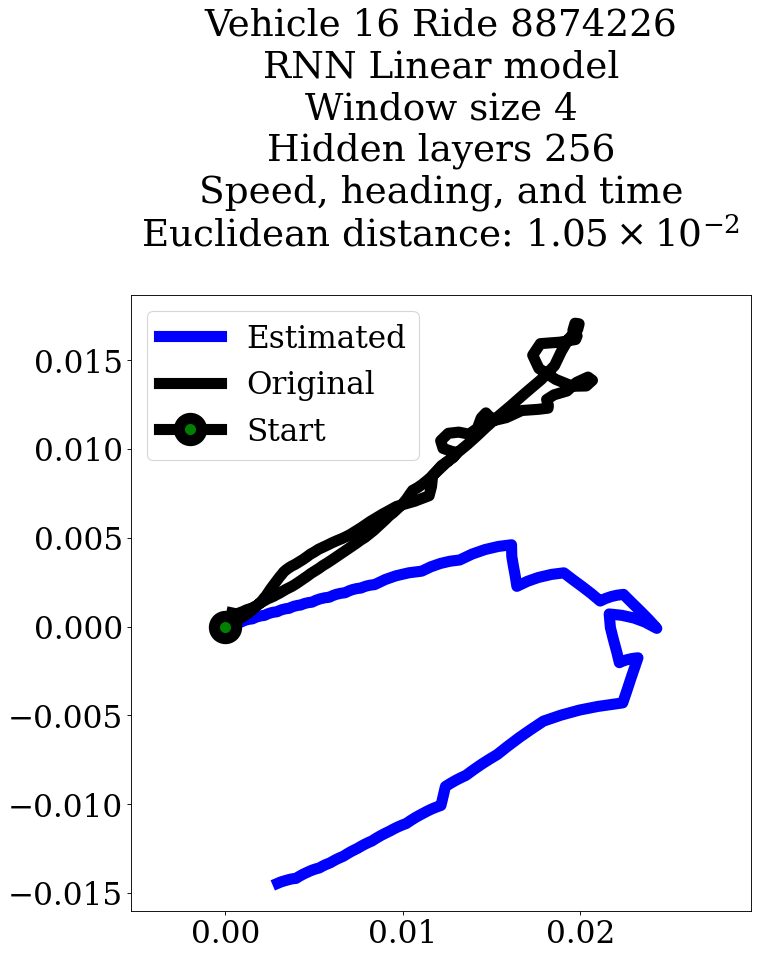 Vehicle 16 Ride 8874226
RNN Linear model
Window size 4
Hidden layers 256
Speed, heading, and time
Euclidean distance: 1.05 × 10⁻²
Estimated
Original
Start
0.015
0.010
0.005
0.000
−0.005
−0.010
−0.015
0.00 0.01 0.02